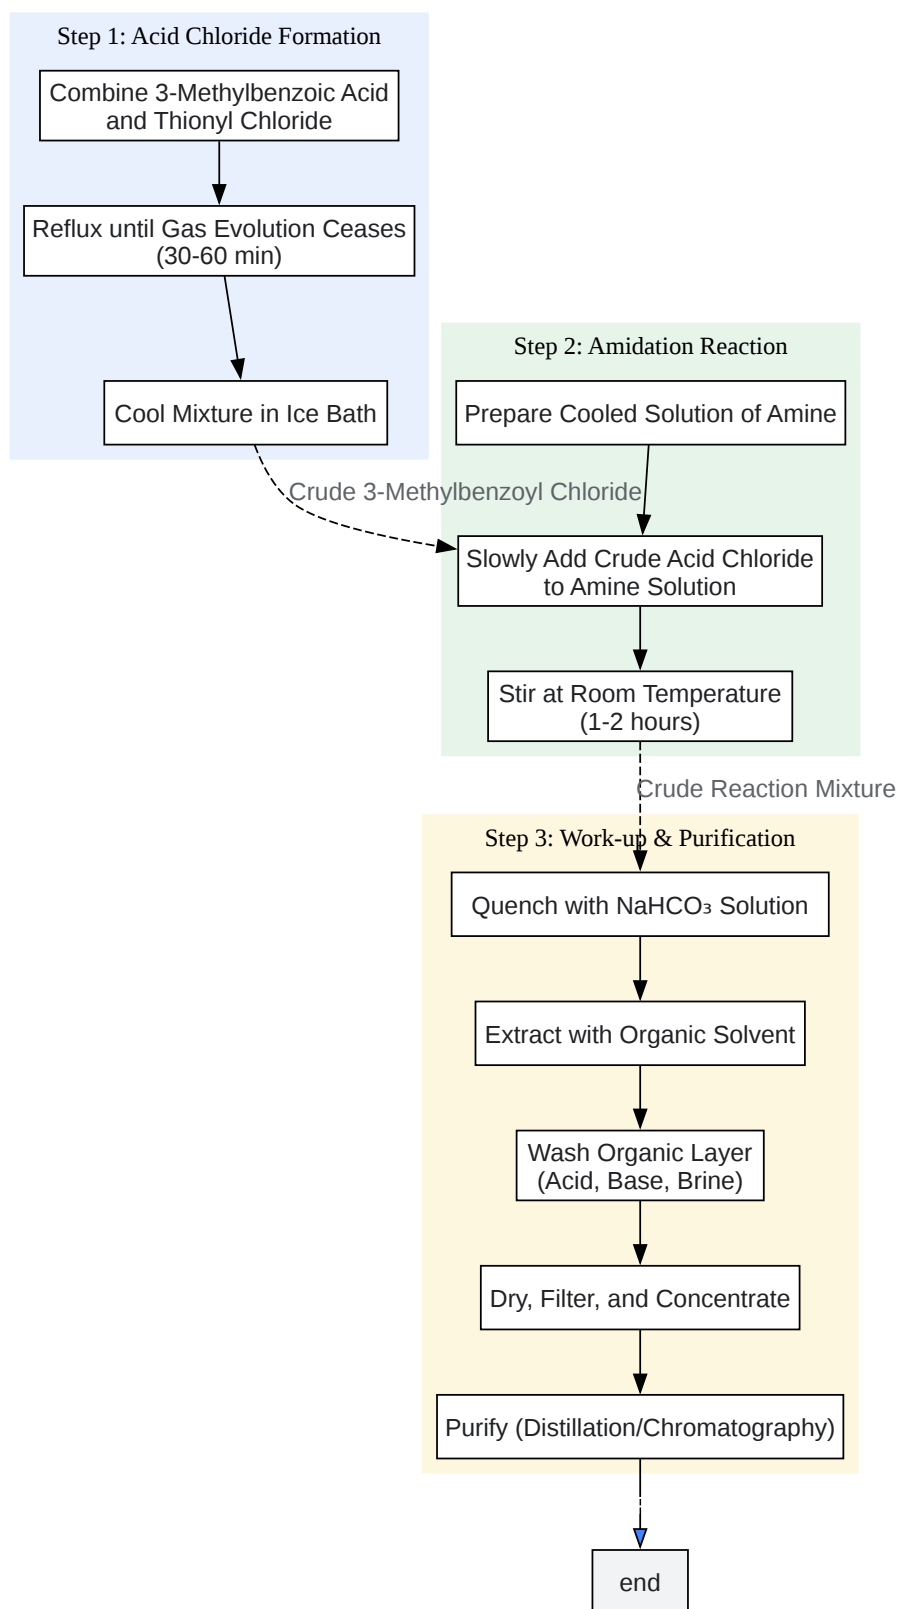 Step 1: Acid Chloride Formation
Combine 3-Methylbenzoic Acid
and Thionyl Chloride
Reflux until Gas Evolution Ceases
(30-60 min)
Cool Mixture in Ice Bath
Step 2: Amidation Reaction
Prepare Cooled Solution of Amine
Crude 3-Methylbenzoyl Chloride
Slowly Add Crude Acid Chloride
to Amine Solution
Stir at Room Temperature
(1-2 hours)
Crude Reaction Mixture
Step 3: Work-up & Purification
Quench with NaHCO₃ Solution
Extract with Organic Solvent
Wash Organic Layer
(Acid, Base, Brine)
Dry, Filter, and Concentrate
Purify (Distillation/Chromatography)
end